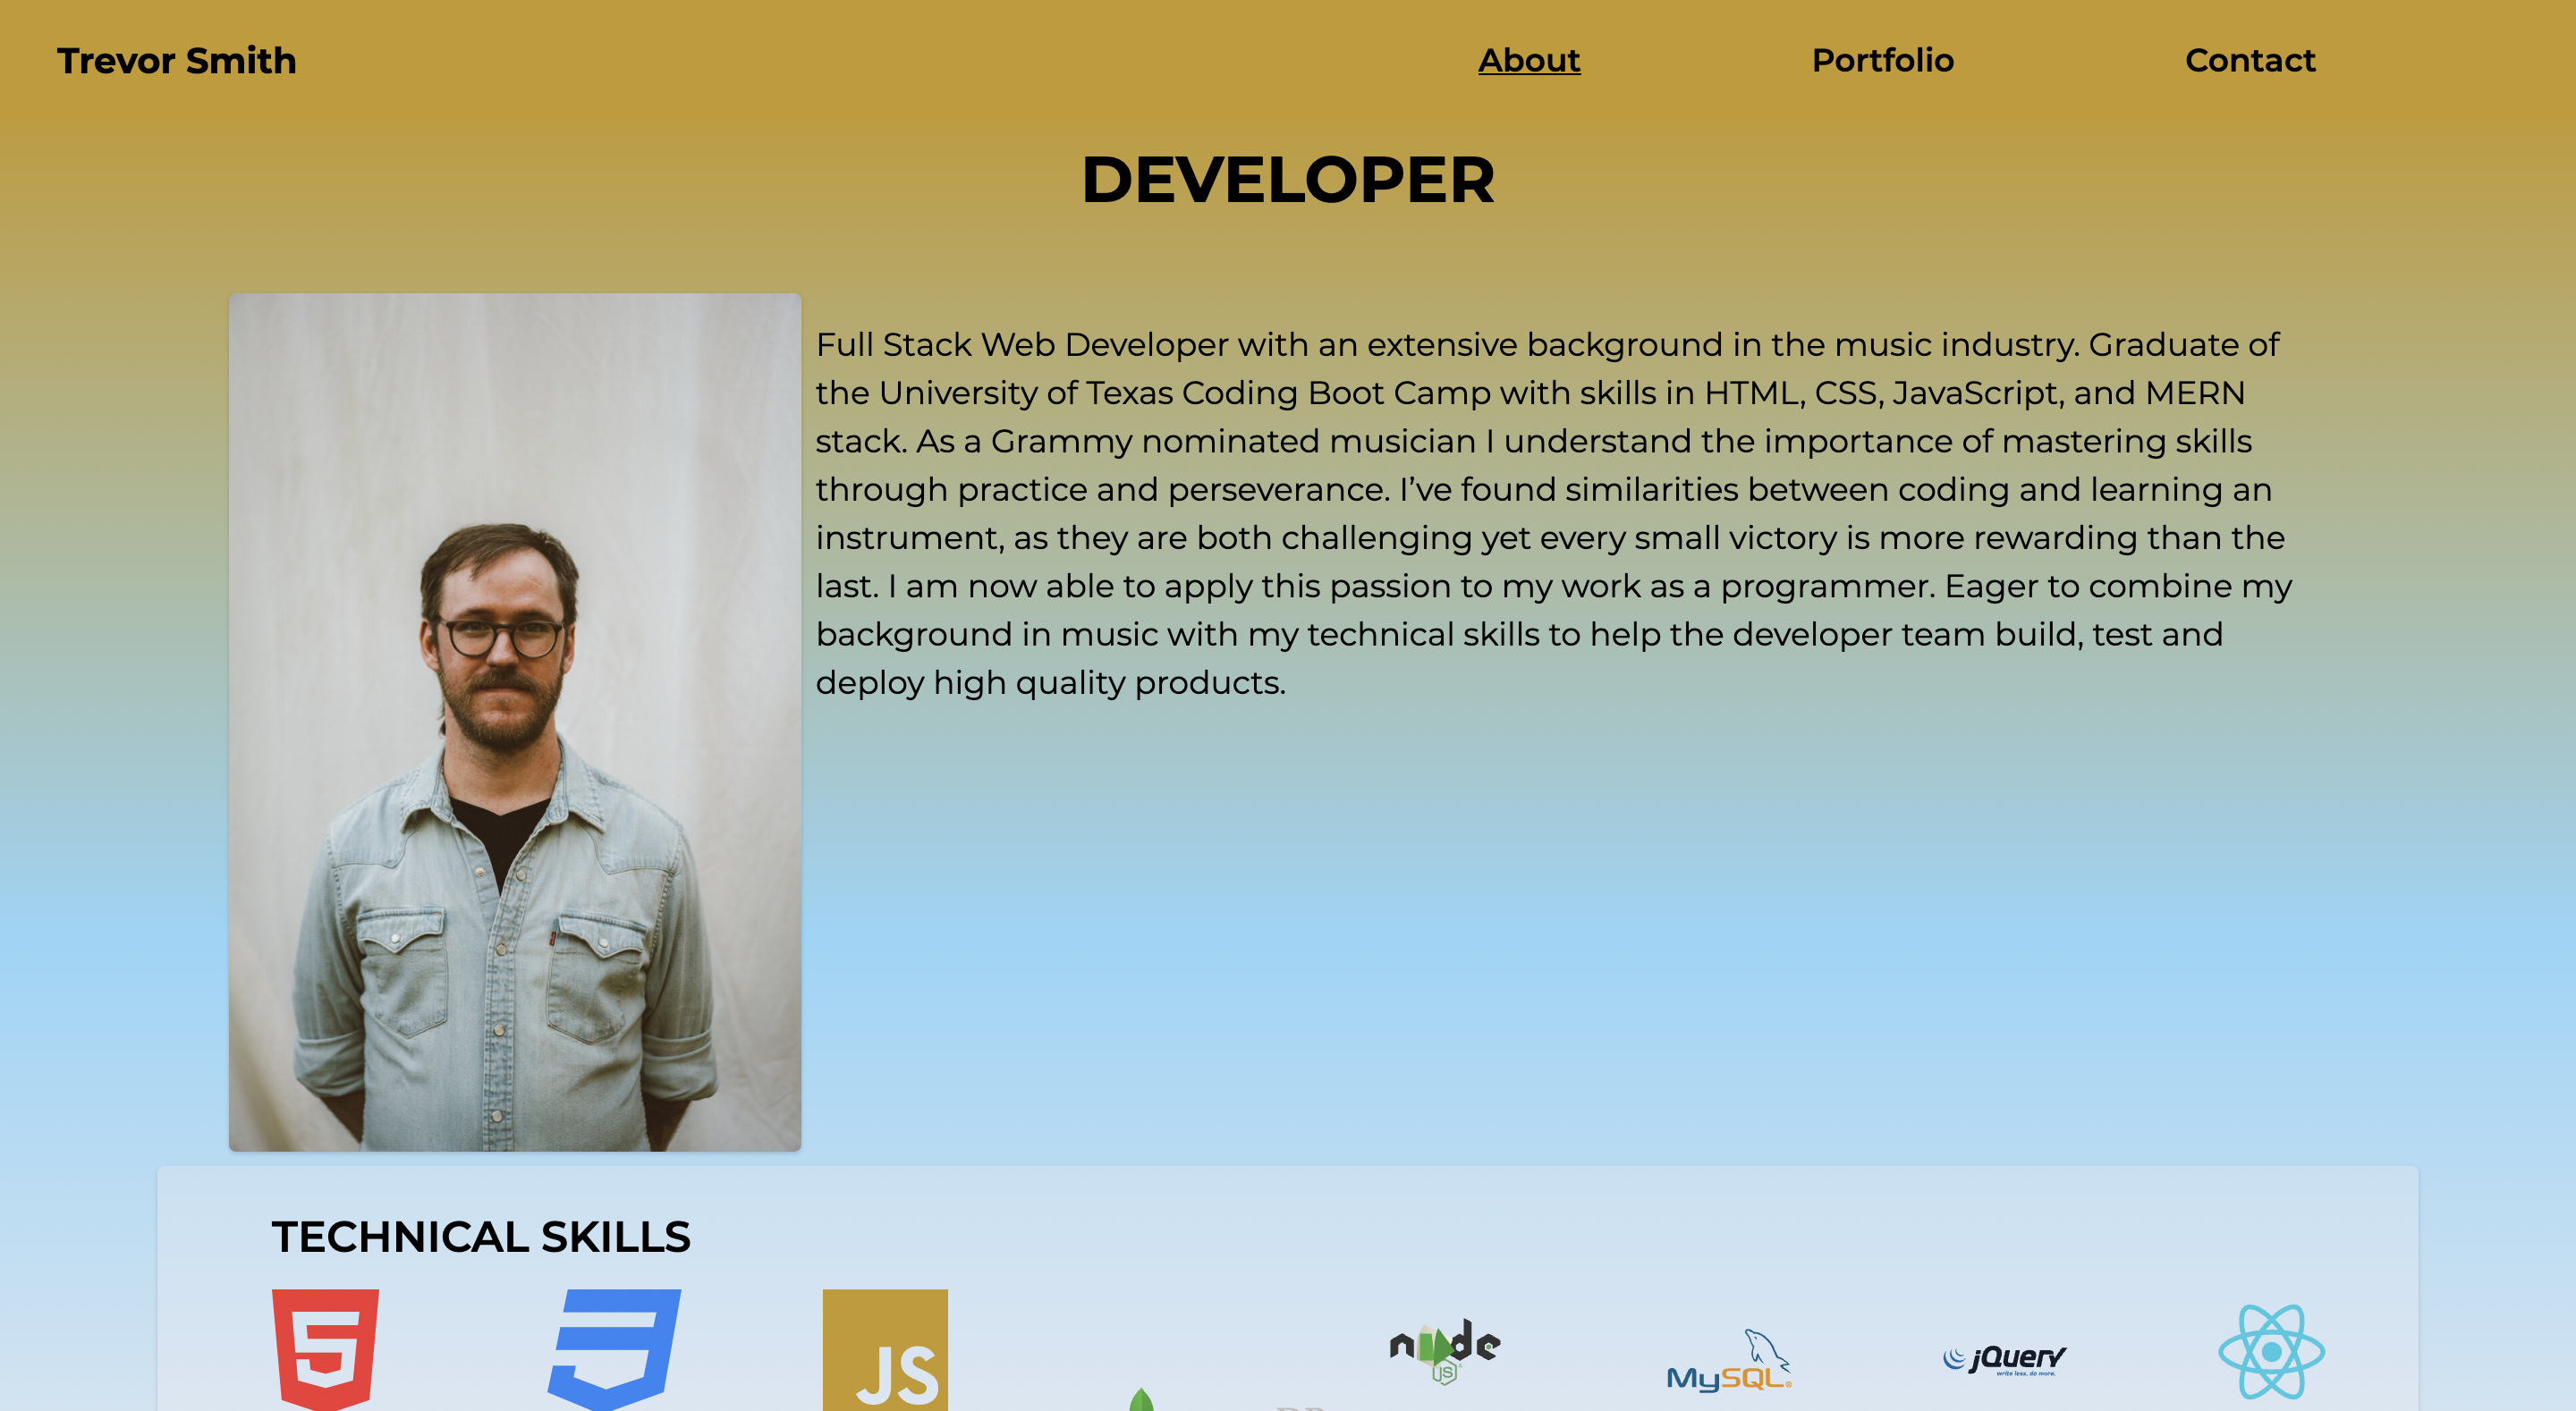 Trevor Smith
About
Portfolio
Contact
DEVELOPER
Full Stack Web Developer with an extensive background in the music industry. Graduate of
the University of Texas Coding Boot Camp with skills in HTML, CSS, JavaScript, and MERN
stack. As a Grammy nominated musician I understand the importance of mastering skills
through practice and perseverance. I’ve found similarities between coding and learning an
instrument, as they are both challenging yet every small victory is more rewarding than the
last. I am now able to apply this passion to my work as a programmer. Eager to combine my
background in music with my technical skills to help the developer team build, test and
deploy high quality products.
TECHNICAL SKILLS
5
3
JS
node
JS
MySQL®
jQuery
write less, do more.